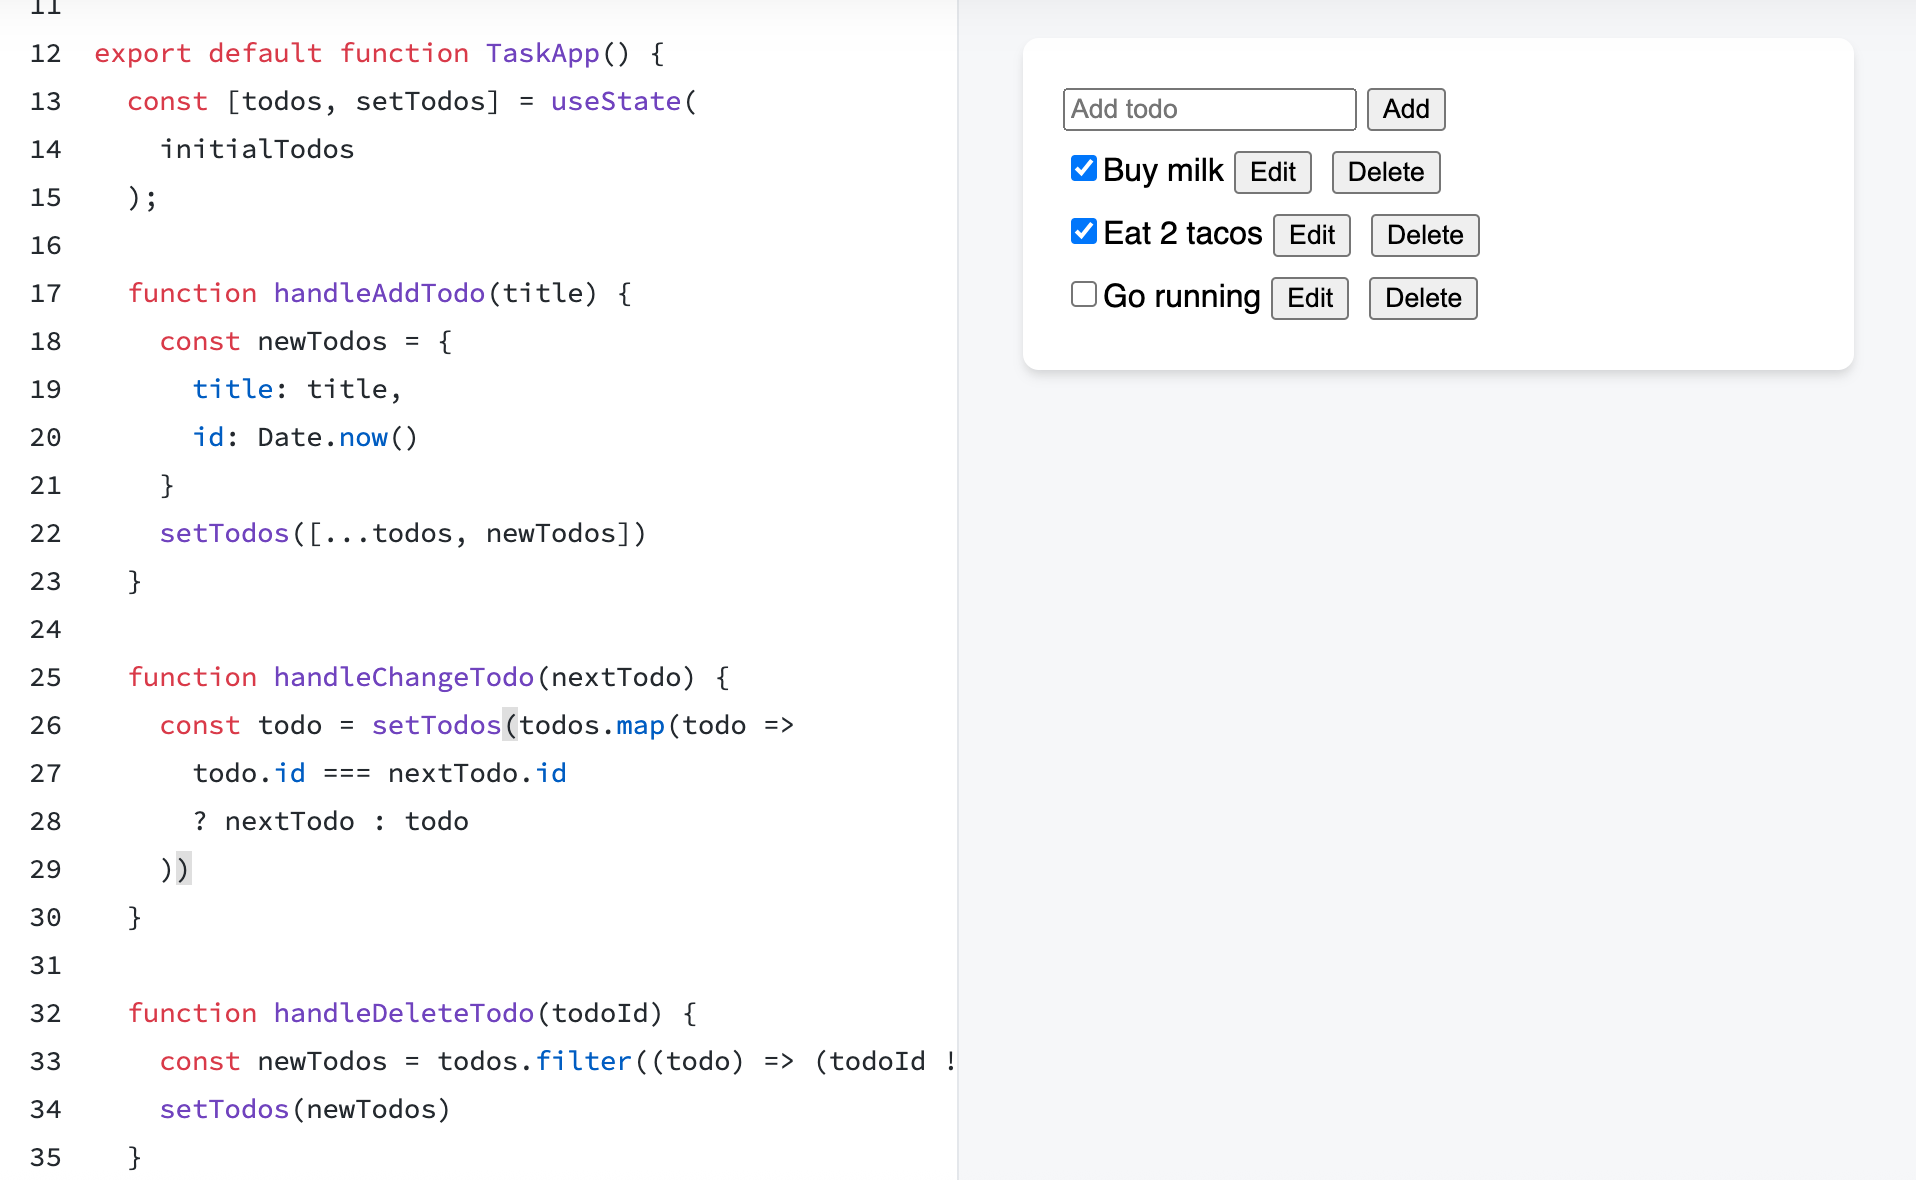 11
12 export default function TaskApp() {
13 const [todos, setTodos] = useState(
14 initialTodos
15 );
16
17 function handleAddTodo(title) {
18 const newTodos = {
19 title: title,
20 id: Date.now()
21 }
22 setTodos([...todos, newTodos])
23 }
24
25 function handleChangeTodo(nextTodo) {
26 const todo = setTodos(todos.map(todo =>
27 todo.id === nextTodo.id
28 ? nextTodo : todo
29 ))
30 }
31
32 function handleDeleteTodo(todoId) {
33 const newTodos = todos.filter((todo) => (todoId !
34 setTodos(newTodos)
35 }
Add todo Add
Buy milk Edit Delete
Eat 2 tacos Edit Delete
Go running Edit Delete